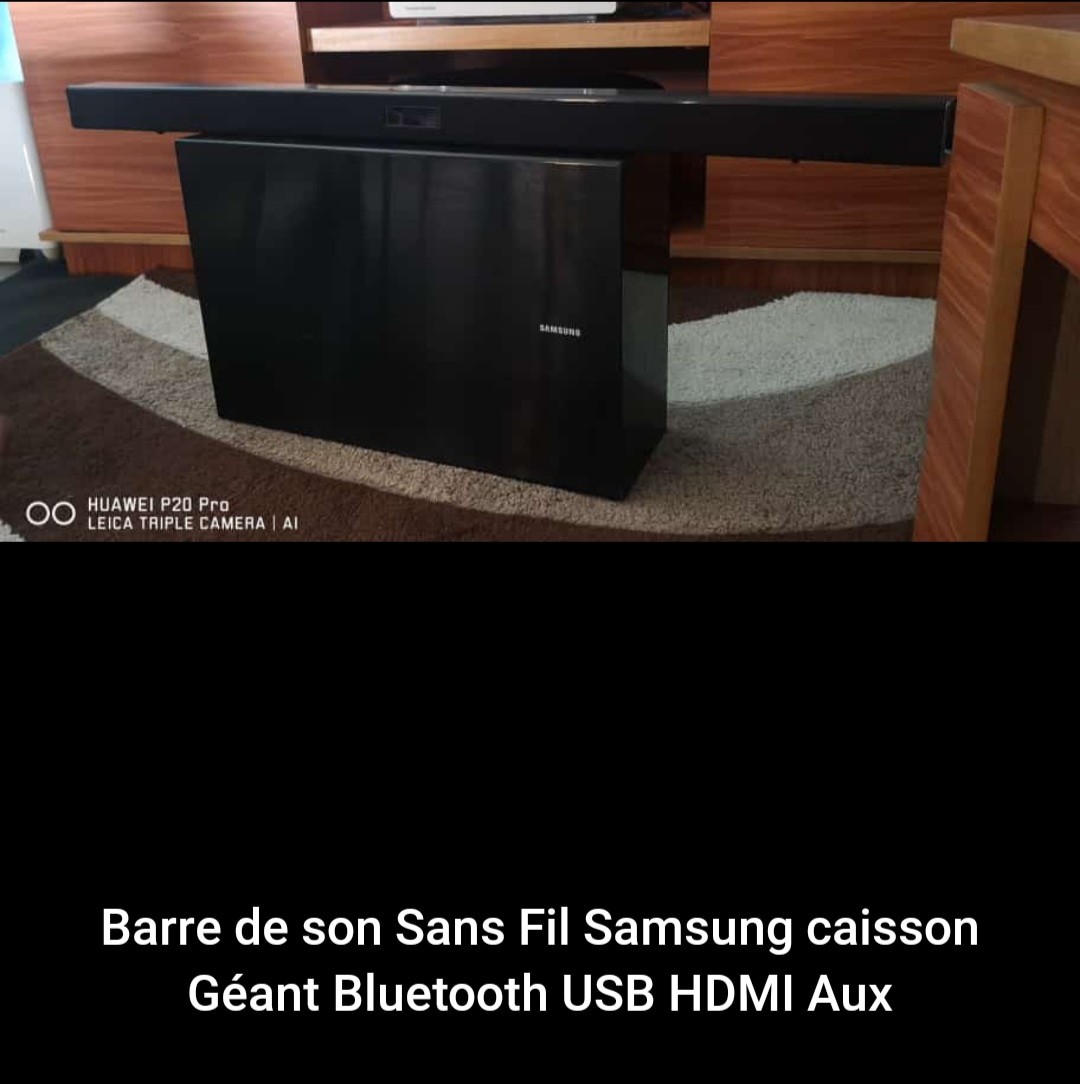 SAMSUNG
HUAWEI P20 Pro
LEICA TRIPLE CAMERA | AI
Barre de son Sans Fil Samsung caisson
Géant Bluetooth USB HDMI Aux